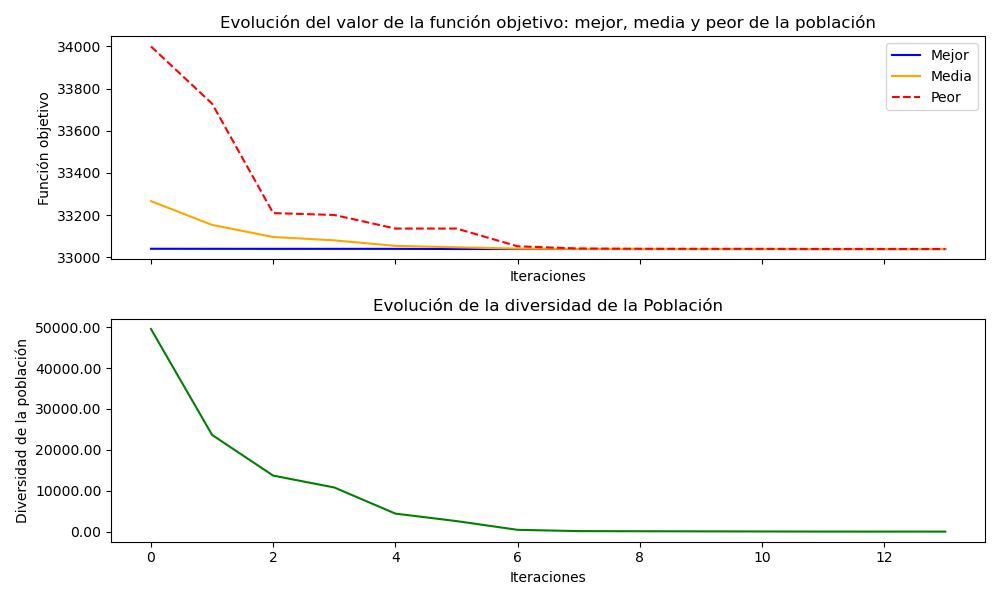 Evolución del valor de la función objetivo: mejor, media y peor de la población
Función objetivo
34000
33800
33600
33400
33200
33000
Mejor
Media
Peor
Iteraciones
Evolución de la diversidad de la Población
Diversidad de la población
50000.00
40000.00
30000.00
20000.00
10000.00
0.00
0 2 4 6 8 10 12
Iteraciones